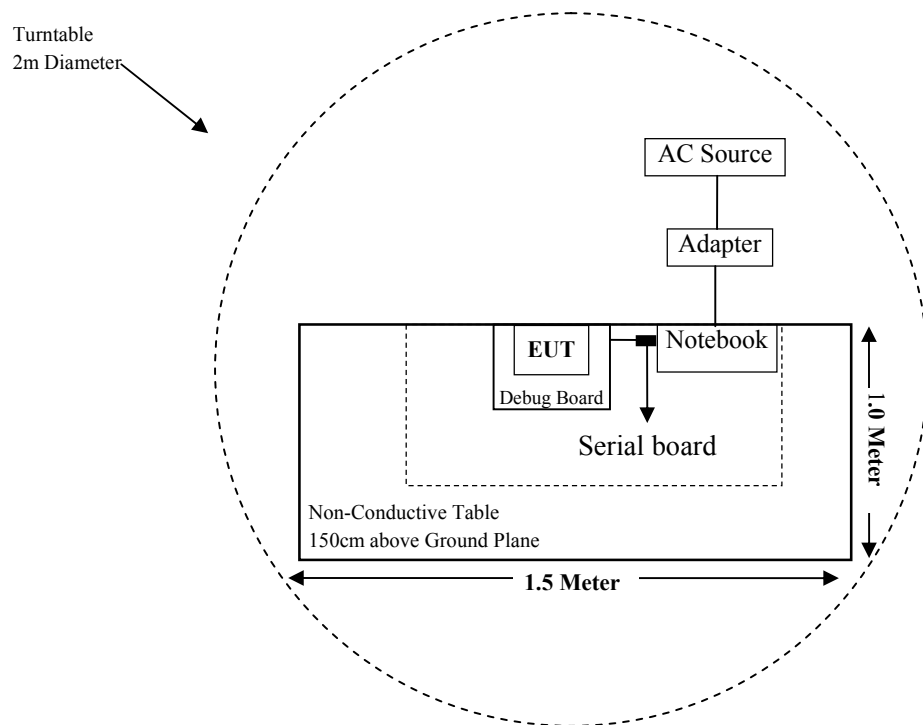 Turntable
2m Diameter
AC Source
Adapter
EUT
Notebook
Debug Board
Serial board
1.0 Meter
Non-Conductive Table
150cm above Ground Plane
1.5 Meter